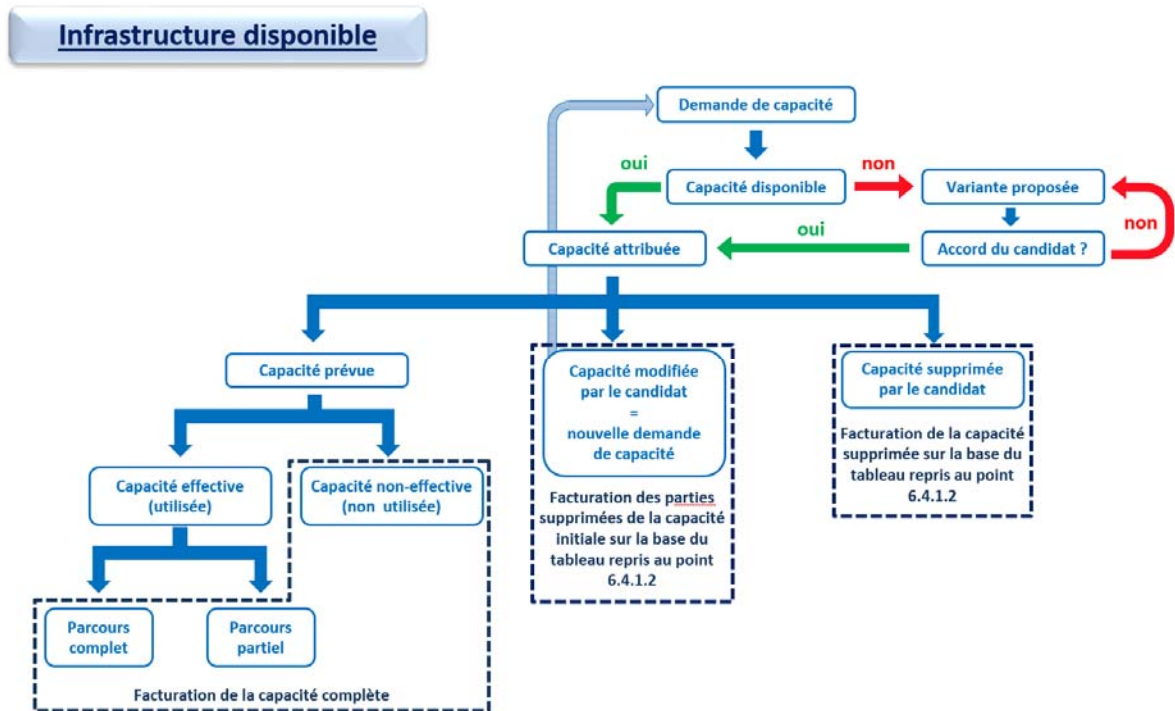 Infrastructure disponible
Demande de capacité
oui
non
Capacité disponible
Variante proposée
oui
non
Capacité attribuée
Accord du candidat ?
Capacité prévue
Capacité modifiée
par le candidat
=
nouvelle demande
de capacité
Capacité supprimée
par le candidat
Facturation de la capacité
supprimée sur la base du
tableau repris au point
6.4.1.2
Capacité effective
(utilisée)
Capacité non-effective
(non utilisée)
Facturation des parties
supprimées de la capacité
initiale sur la base du
tableau repris au point
6.4.1.2
Parcours
complet
Parcours
partiel
Facturation de la capacité complète